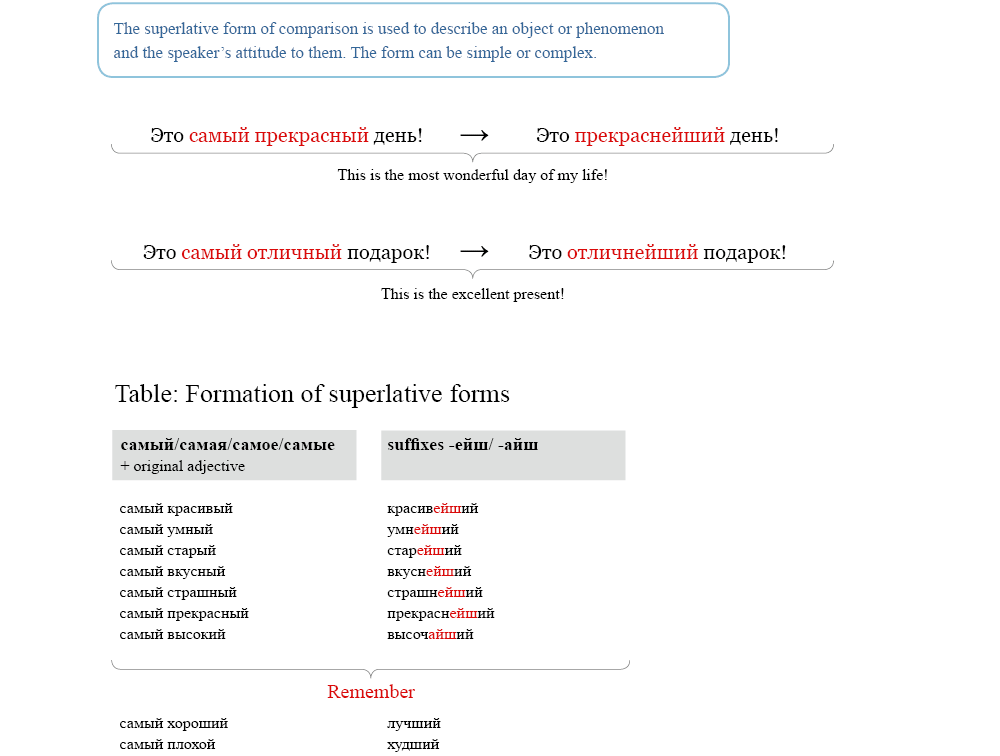 The superlative form of comparison is used to describe an object or phenomenon
and the speaker’s attitude to them. The form can be simple or complex.
Это самый прекрасный день! → Это прекраснейший день!
This is the most wonderful day of my life!
Это самый отличный подарок! → Это отличнейший подарок!
This is the excellent present!
Table: Formation of superlative forms
самый/самая/самое/самые suffixes -ейш/ -айш
+ original adjective
самый красивый красивейший
самый умный умнейший
самый старый старейший
самый вкусный вкуснейший
самый страшный страшнейший
самый прекрасный прекраснейший
самый высокий высочайший
Remember
самый хороший лучший
самый плохой худший